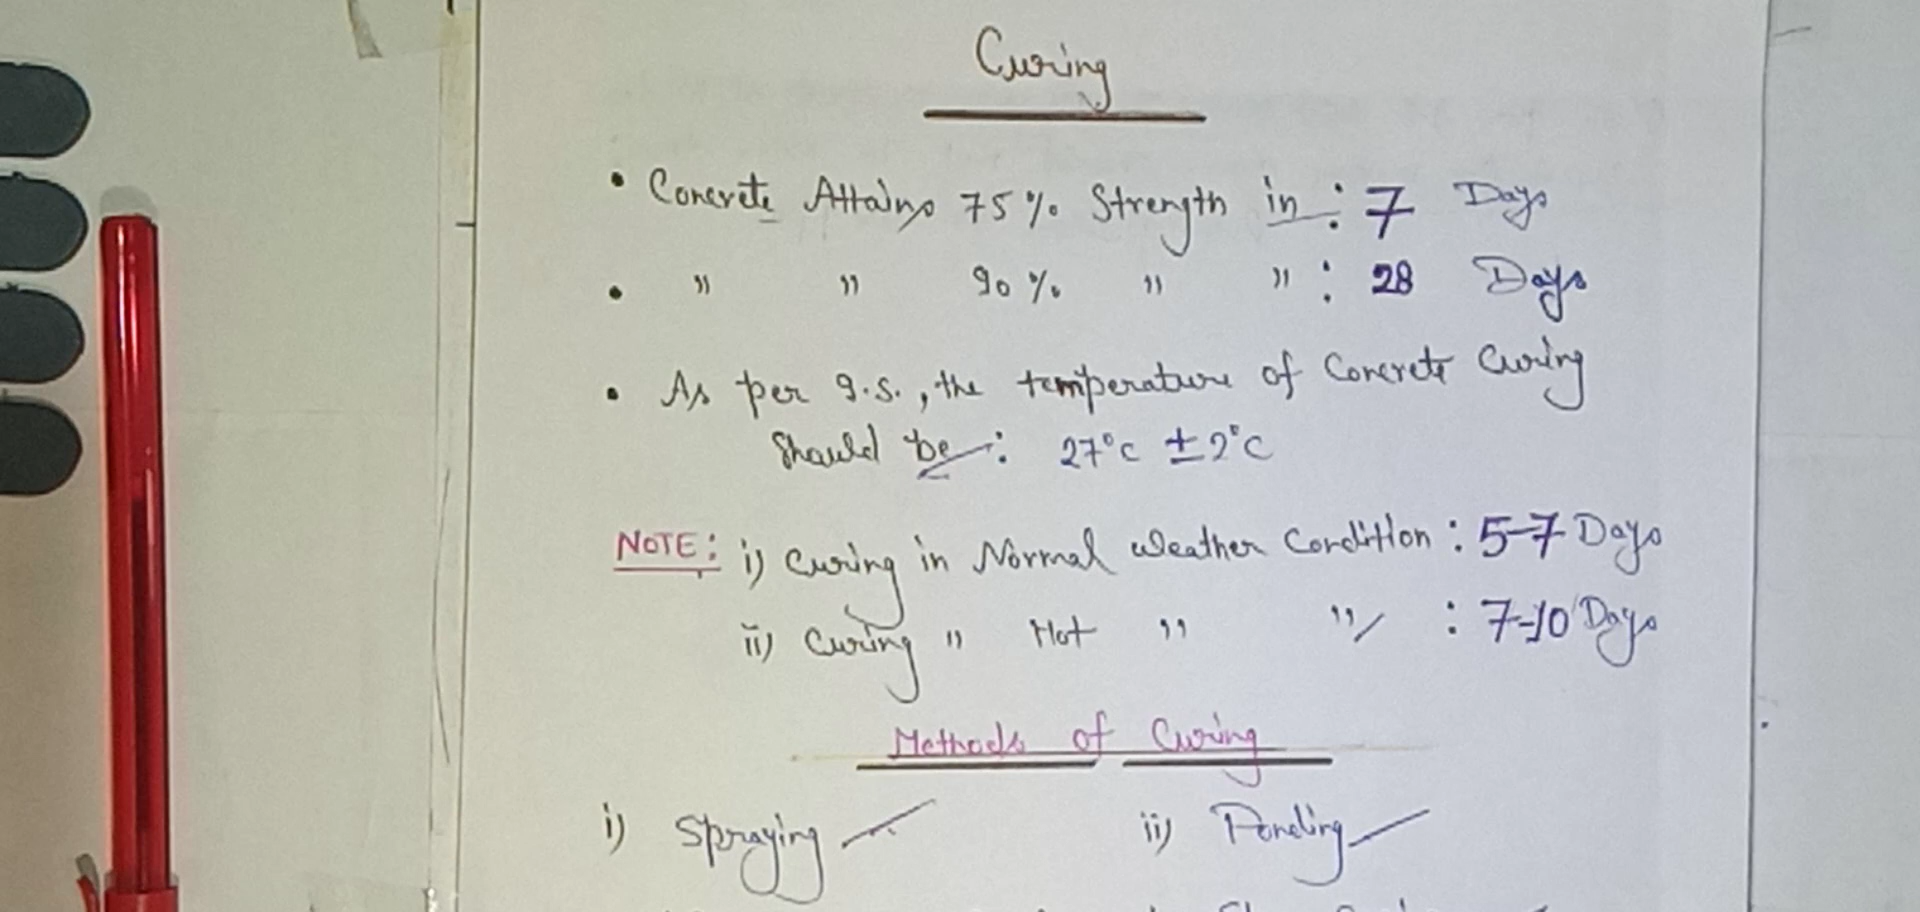 Curing
• Concrete Attains 75% Strength in : 7 Days
• " " 90% " " : 28 Days
• As per I.S., the temperature of Concrete Curing
Should be : 27°C ±2°C
NOTE: i) Curing in Normal Weather Condition : 5-7 Days
ii) Curing " Hot " " : 7-10 Days
Methods of Curing
i) Spraying ii) Ponding